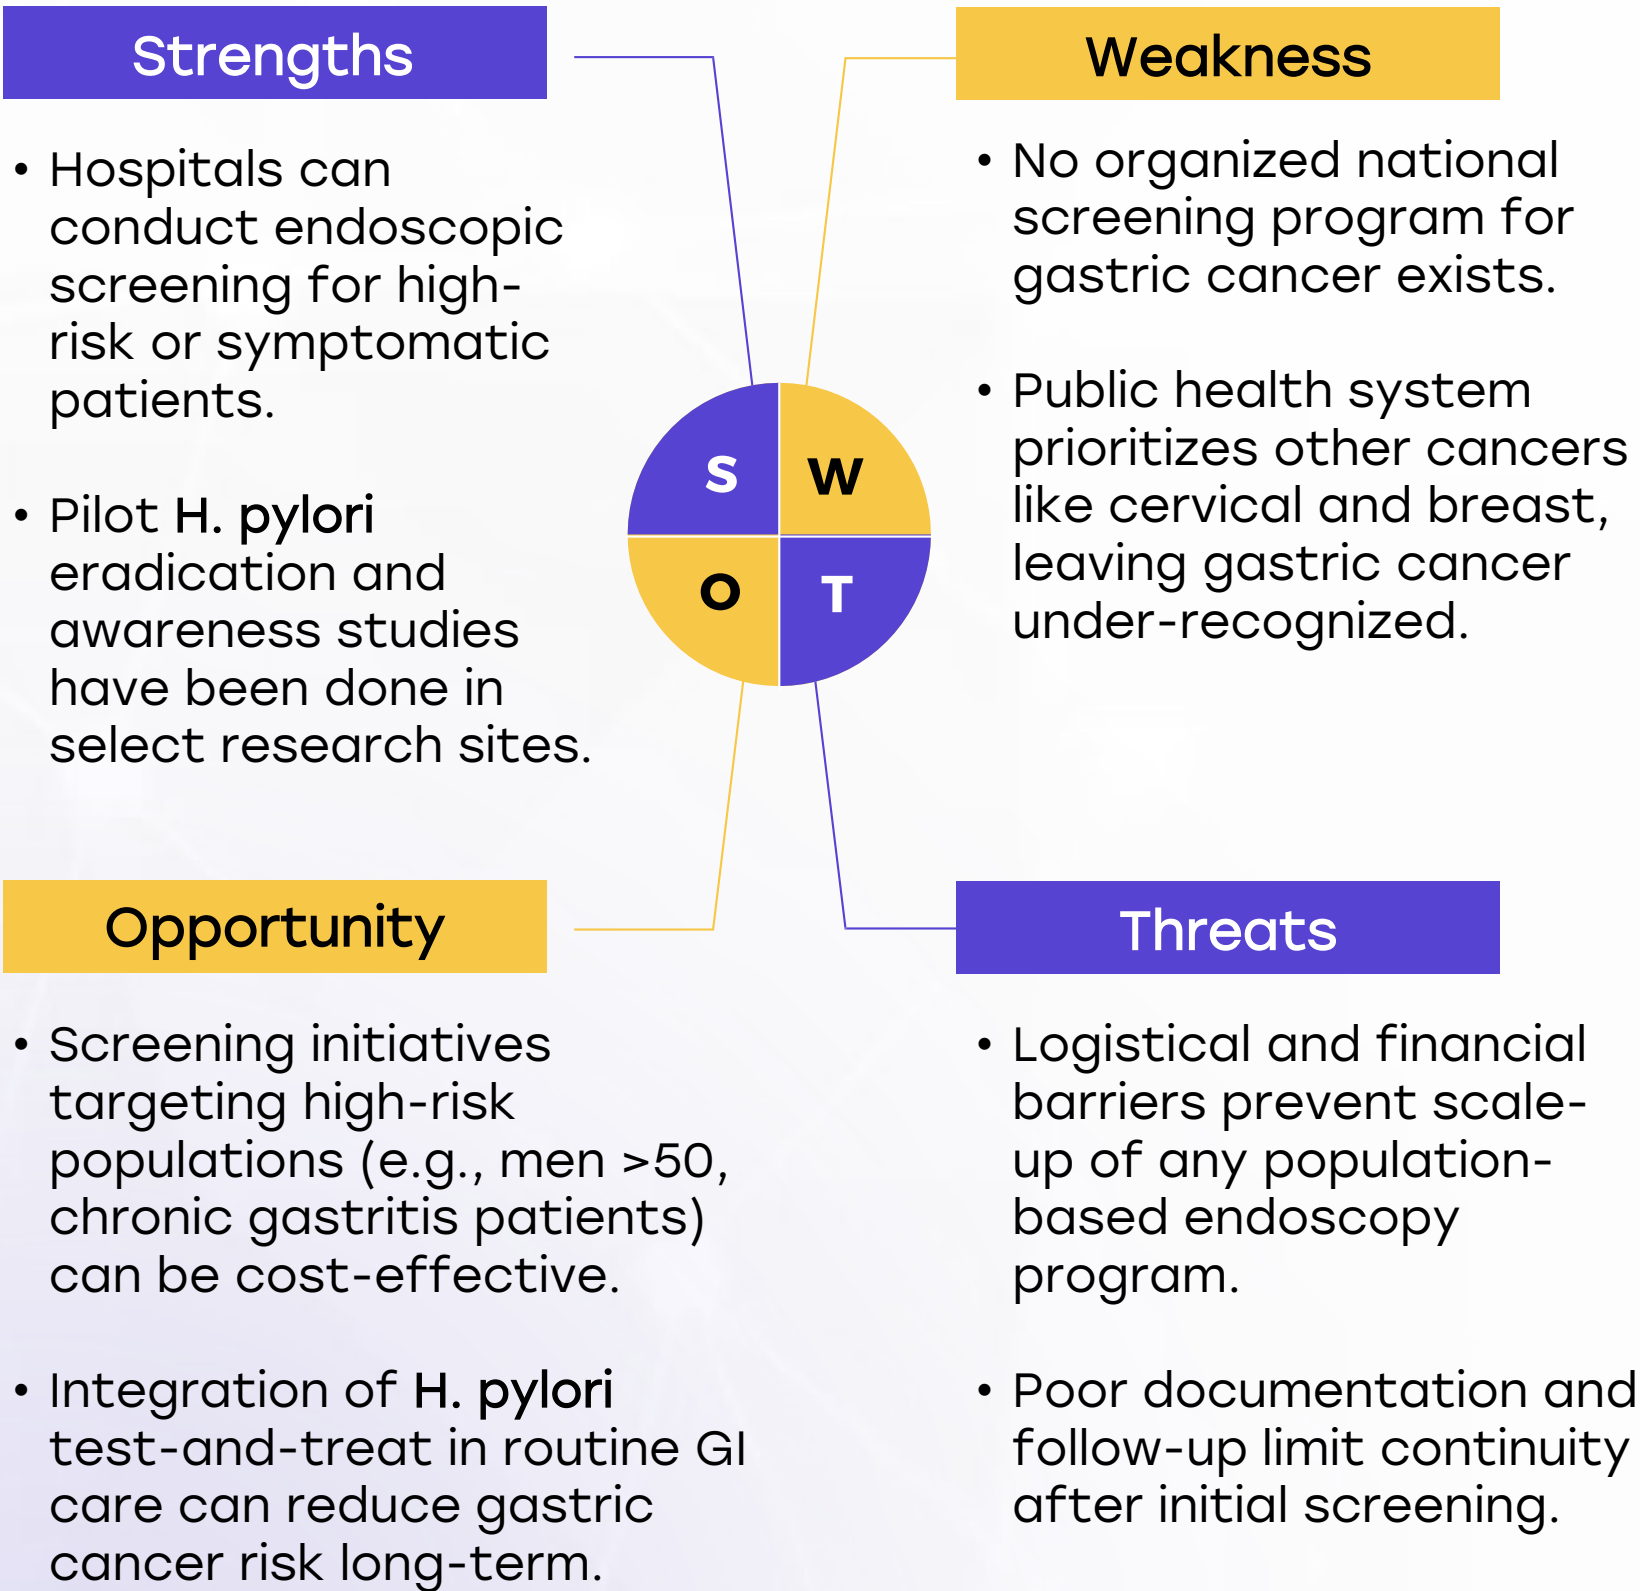 Strengths
• Hospitals can
conduct endoscopic
screening for high-
risk or symptomatic
patients.
• Pilot H. pylori
eradication and
awareness studies
have been done in
select research sites.
Weakness
• No organized national
screening program for
gastric cancer exists.
• Public health system
prioritizes other cancers
like cervical and breast,
leaving gastric cancer
under-recognized.
S
W
O
T
Opportunity
• Screening initiatives
targeting high-risk
populations (e.g., men >50,
chronic gastritis patients)
can be cost-effective.
• Integration of H. pylori
test-and-treat in routine GI
care can reduce gastric
cancer risk long-term.
Threats
• Logistical and financial
barriers prevent scale-
up of any population-
based endoscopy
program.
• Poor documentation and
follow-up limit continuity
after initial screening.